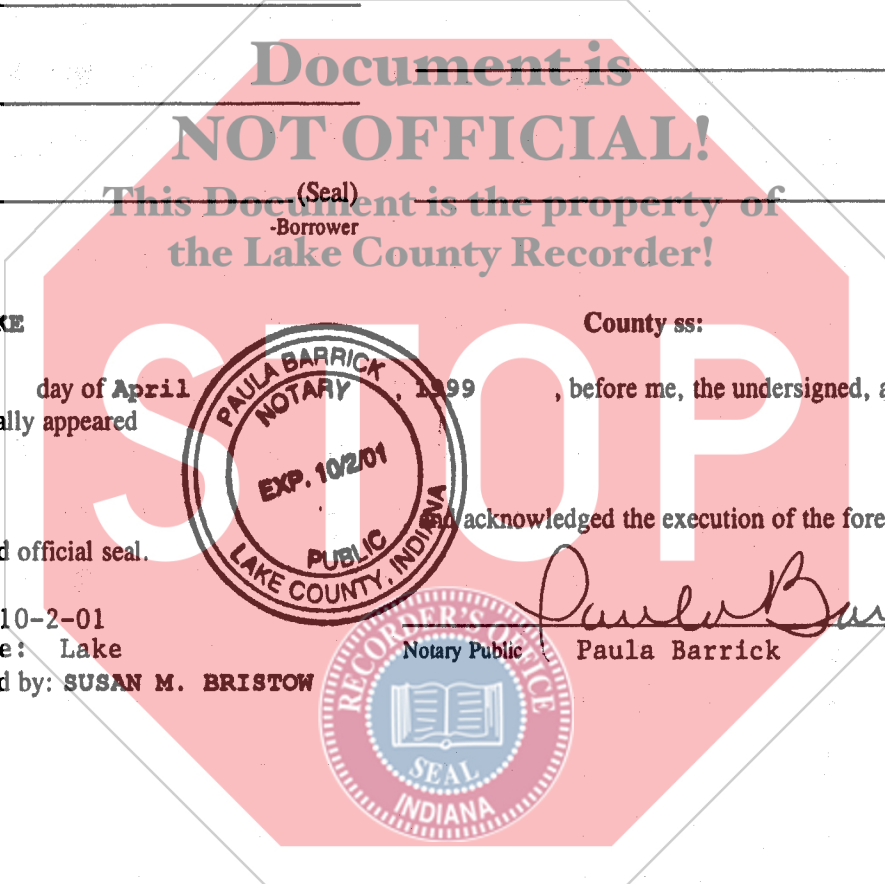 Document is
NOT OFFICIAL!
This Document is the property of
the Lake County Recorder!
(Seal)
-Borrower
County ss:
day of April , 1999 , before me, the undersigned, a
appeared
and acknowledged the execution of the
official seal.
10-2-01
Lake
by: SUSAN M. BRISTOW
Notary Public Paula Barrick
PAULA BARRICK
NOTARY
EXP. 10/2/01
PUBLIC
LAKE COUNTY, INDIANA
STOP
RECORDER'S OFFICE
SEAL
INDIANA